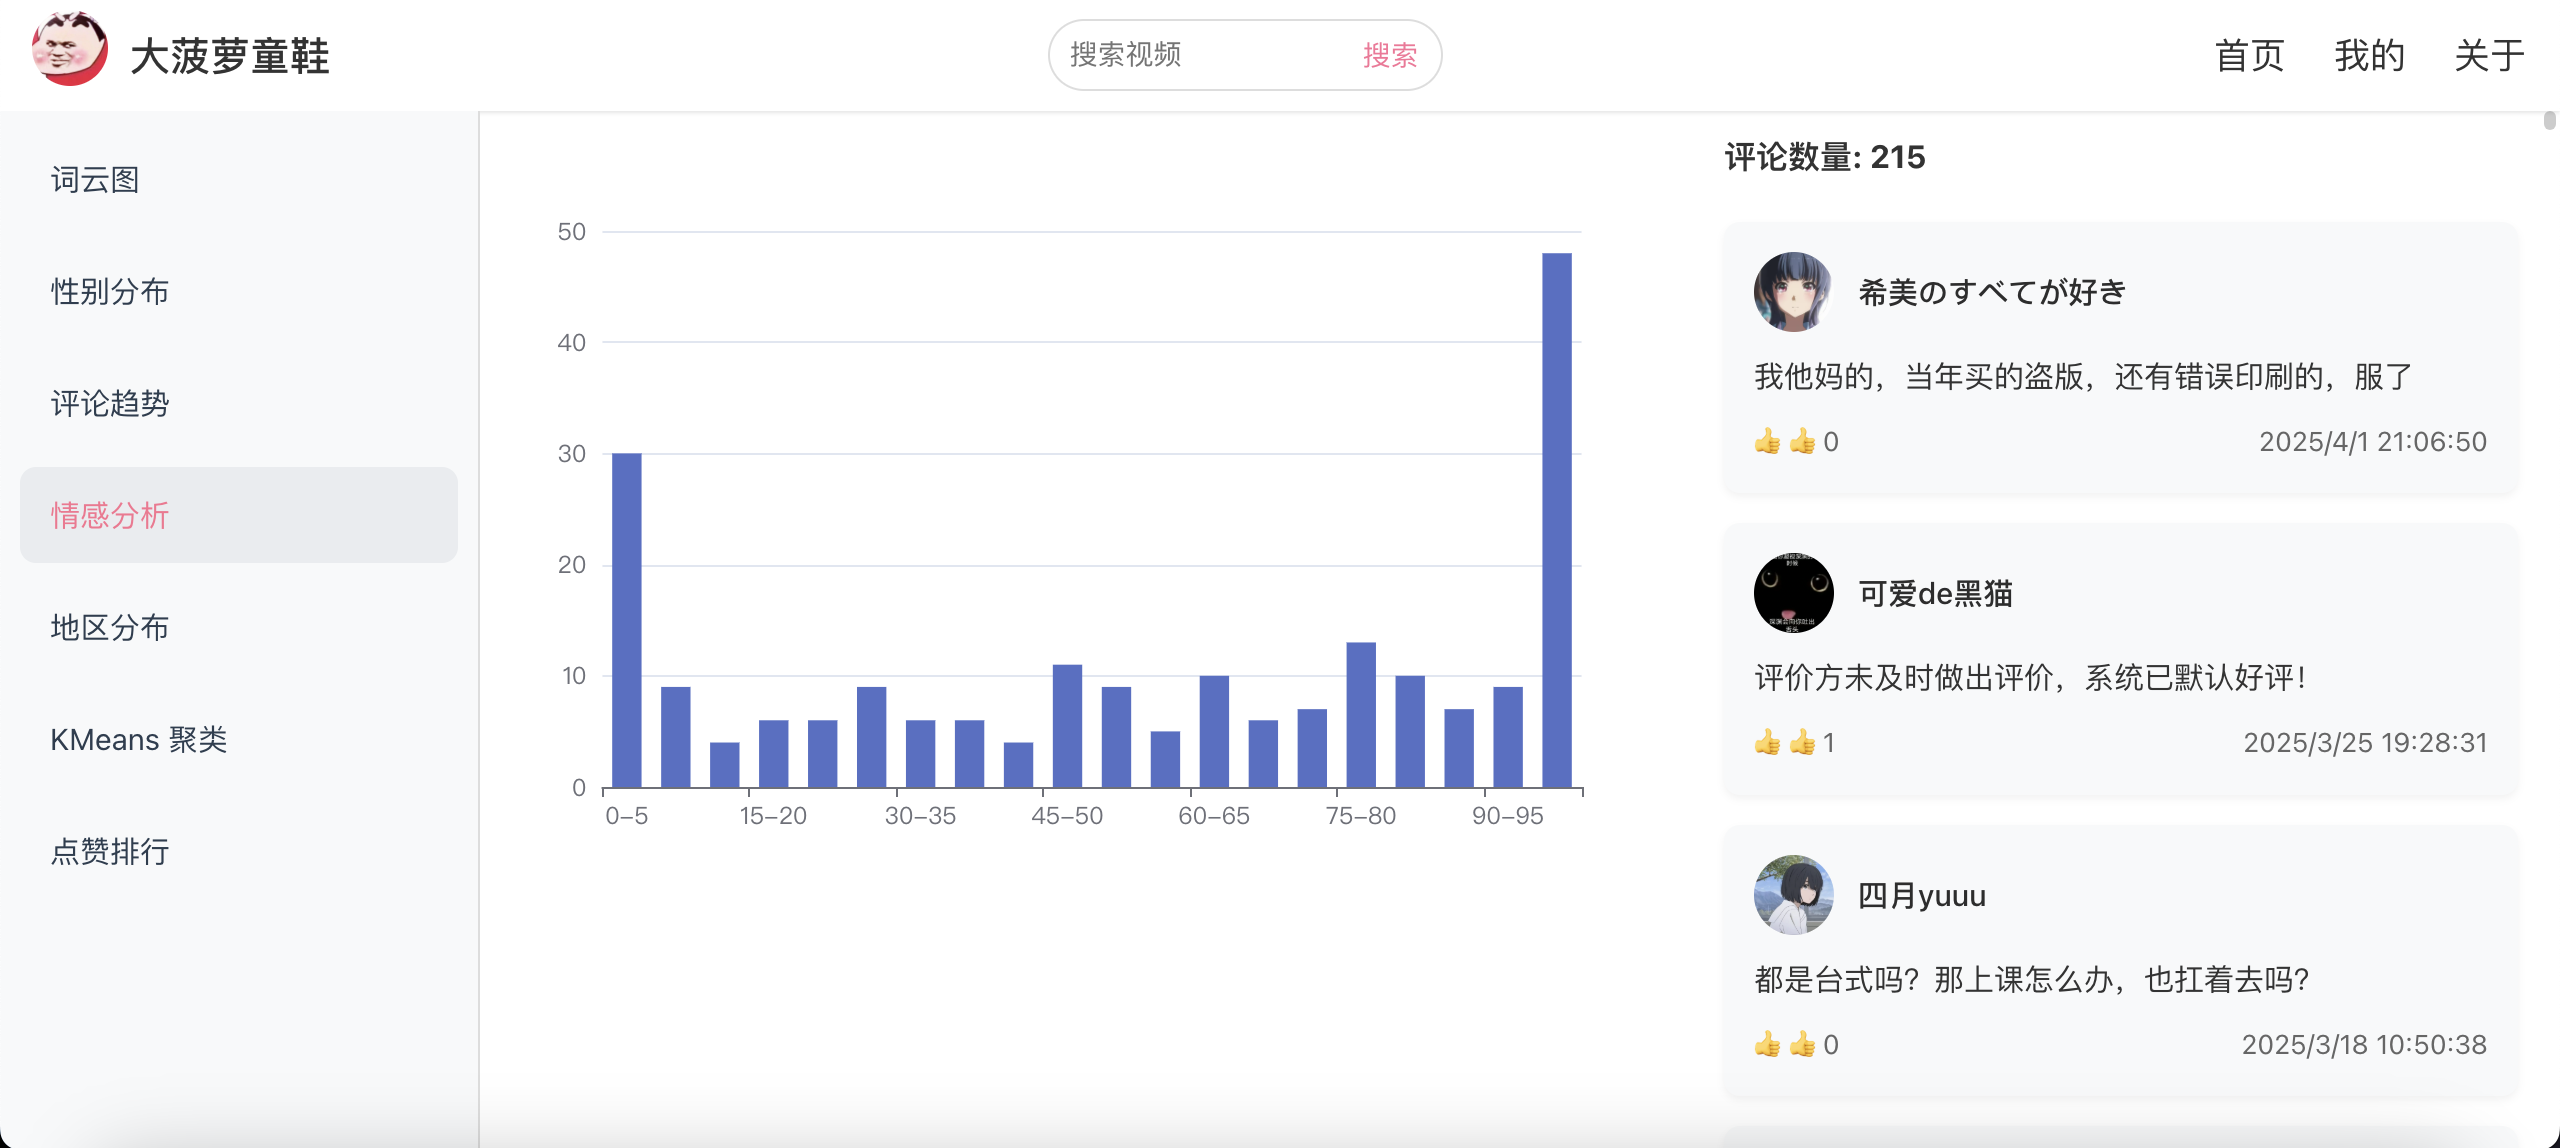 大菠萝童鞋
搜索视频 搜索
首页 我的 关于
词云图
性别分布
评论趋势
情感分析
地区分布
KMeans 聚类
点赞排行
50
40
30
20
10
0
0–5 15–20 30–35 45–50 60–65 75–80 90–95
评论数量: 215
希美のすべてが好き
我他妈的，当年买的盗版，还有错误印刷的，服了
👍 👍 0 2025/4/1 21:06:50
可爱de黑猫
评价方未及时做出评价，系统已默认好评！
👍 👍 1 2025/3/25 19:28:31
四月yuuu
都是台式吗？那上课怎么办，也扛着去吗？
👍 👍 0 2025/3/18 10:50:38